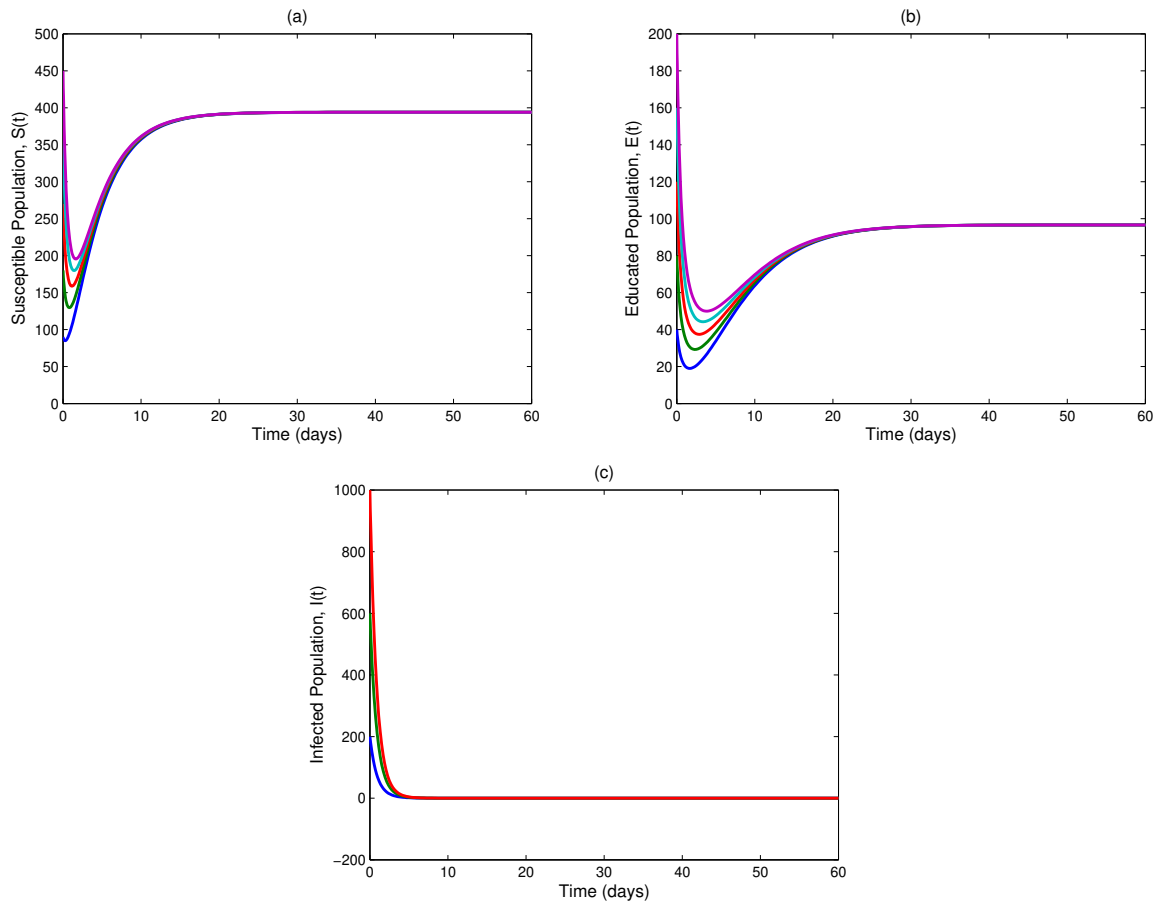 (a)
500
450
400
350
300
250
200
150
100
50
0
Susceptible Population, S(t)
0 10 20 30 40 50 60
Time (days)
(b)
200
180
160
140
120
100
80
60
40
20
0
Educated Population, E(t)
0 10 20 30 40 50 60
Time (days)
(c)
1000
800
600
400
200
0
−200
Infected Population, I(t)
0 10 20 30 40 50 60
Time (days)